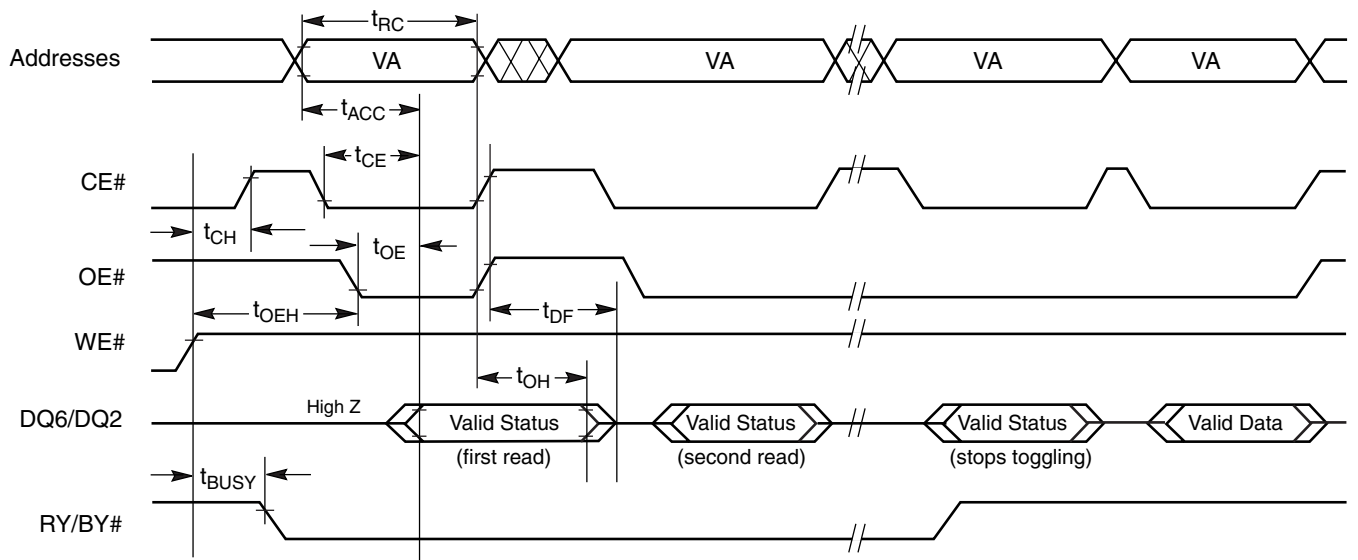 tRC
Addresses VA VA VA VA
tACC
tCE
CE#
tCH tOE
OE#
tOEH tDF
WE#
tOH
High Z
DQ6/DQ2 Valid Status Valid Status Valid Status Valid Data
(first read) (second read) (stops toggling)
tBUSY
RY/BY#